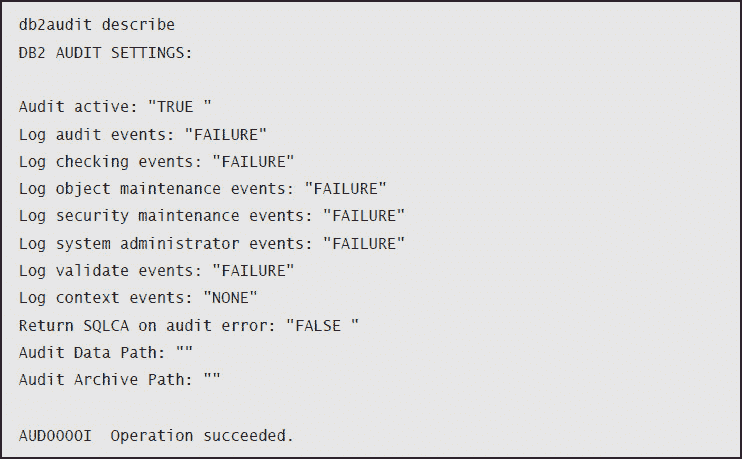 db2audit describe
DB2 AUDIT SETTINGS:
Audit active: "TRUE "
Log audit events: "FAILURE"
Log checking events: "FAILURE"
Log object maintenance events: "FAILURE"
Log security maintenance events: "FAILURE"
Log system administrator events: "FAILURE"
Log validate events: "FAILURE"
Log context events: "NONE"
Return SQLCA on audit error: "FALSE "
Audit Data Path: ""
Audit Archive Path: ""
AUDOOOOI  Operation succeeded.